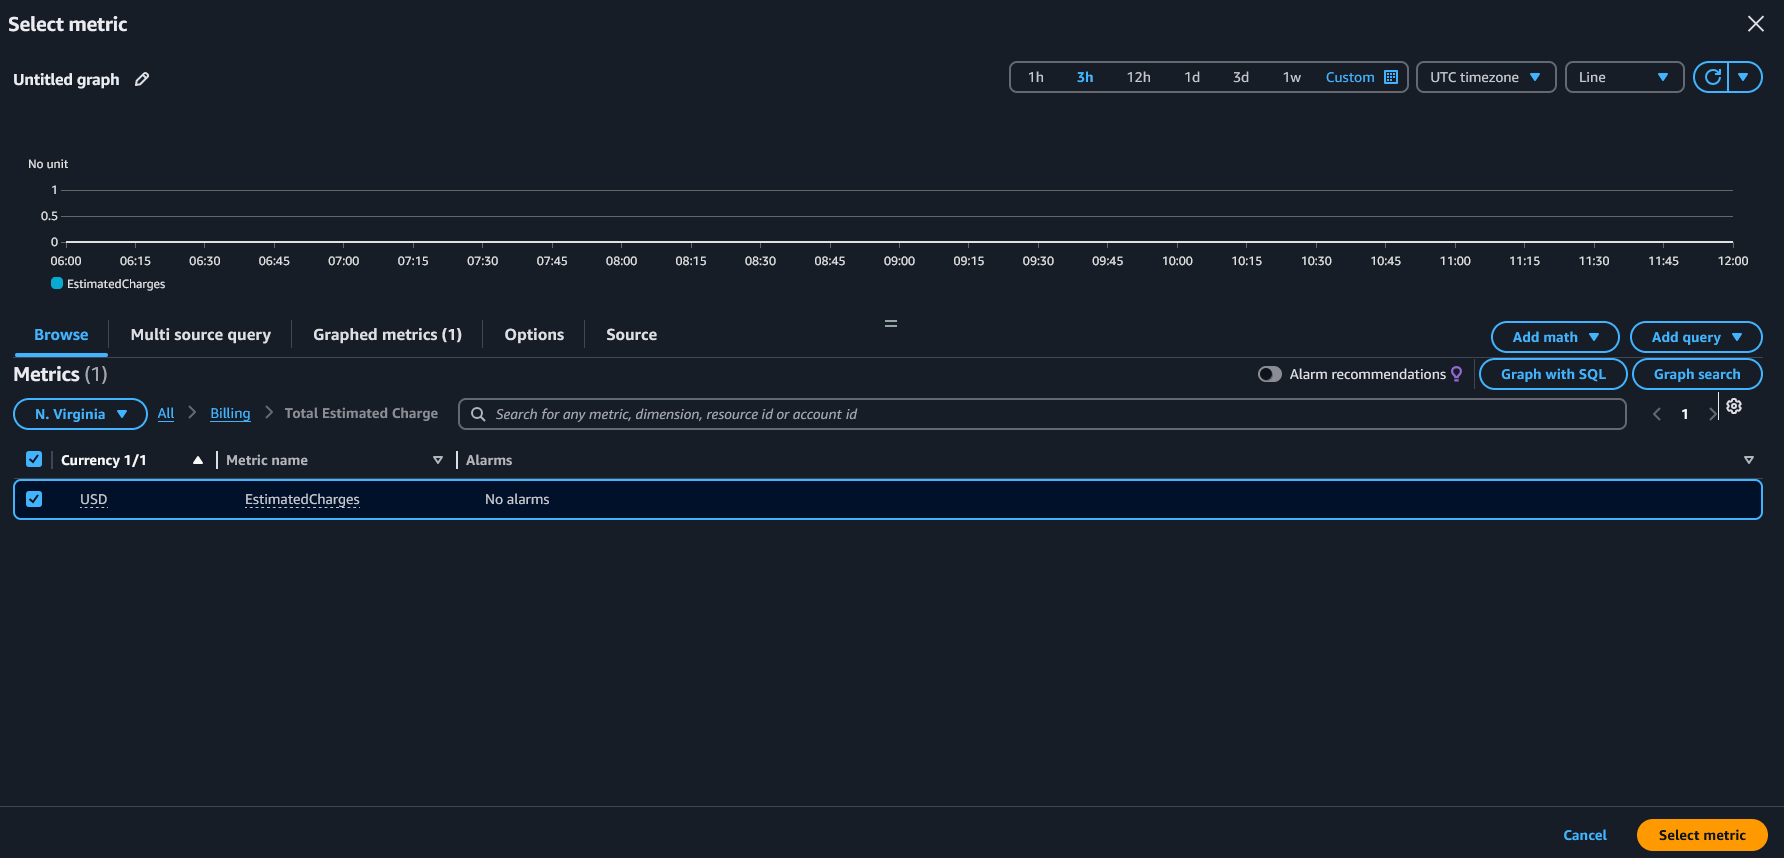 Select metric
Untitled graph
1h 3h 12h 1d 3d 1w Custom UTC timezone Line
No unit
1
0.5
0
06:00 06:15 06:30 06:45 07:00 07:15 07:30 07:45 08:00 08:15 08:30 08:45 09:00 09:15 09:30 09:45 10:00 10:15 10:30 10:45 11:00 11:15 11:30 11:45 12:00
EstimatedCharges
Browse Multi source query Graphed metrics (1) Options Source Add math Add query
Metrics (1) Alarm recommendations Graph with SQL Graph search
N. Virginia All Billing Total Estimated Charge Search for any metric, dimension, resource id or account id 1
Currency 1/1 Metric name Alarms
USD EstimatedCharges No alarms
Cancel Select metric